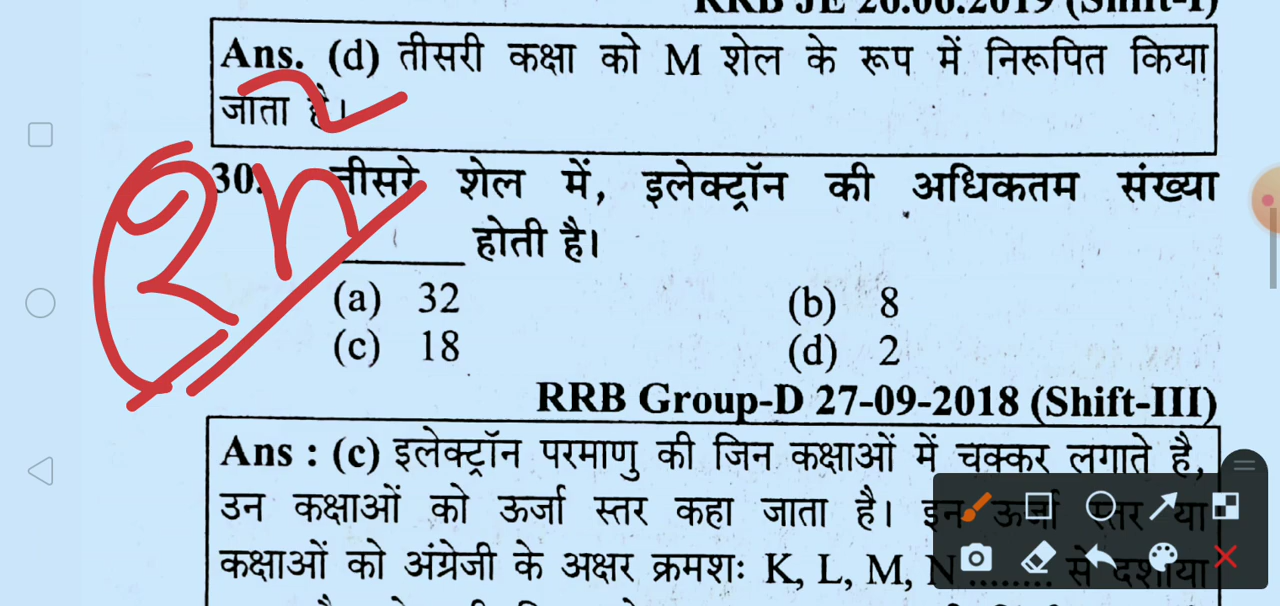 RRB JE 26.06.2019 (Shift-I)
Ans. (d) तीसरी कक्षा को M शेल के रूप में निरूपित किया
जाता है।
30. तीसरे शेल में, इलेक्ट्रॉन की अधिकतम संख्या
______ होती है।
(a) 32 (b) 8
(c) 18 (d) 2
2n
RRB Group-D 27-09-2018 (Shift-III)
Ans : (c) इलेक्ट्रॉन परमाणु की जिन कक्षाओं में चक्कर लगाते है,
उन कक्षाओं को ऊर्जा स्तर कहा जाता है। इन ऊर्जा स्तर या
कक्षाओं को अंग्रेजी के अक्षर क्रमशः K, L, M, N ........ से दर्शाया